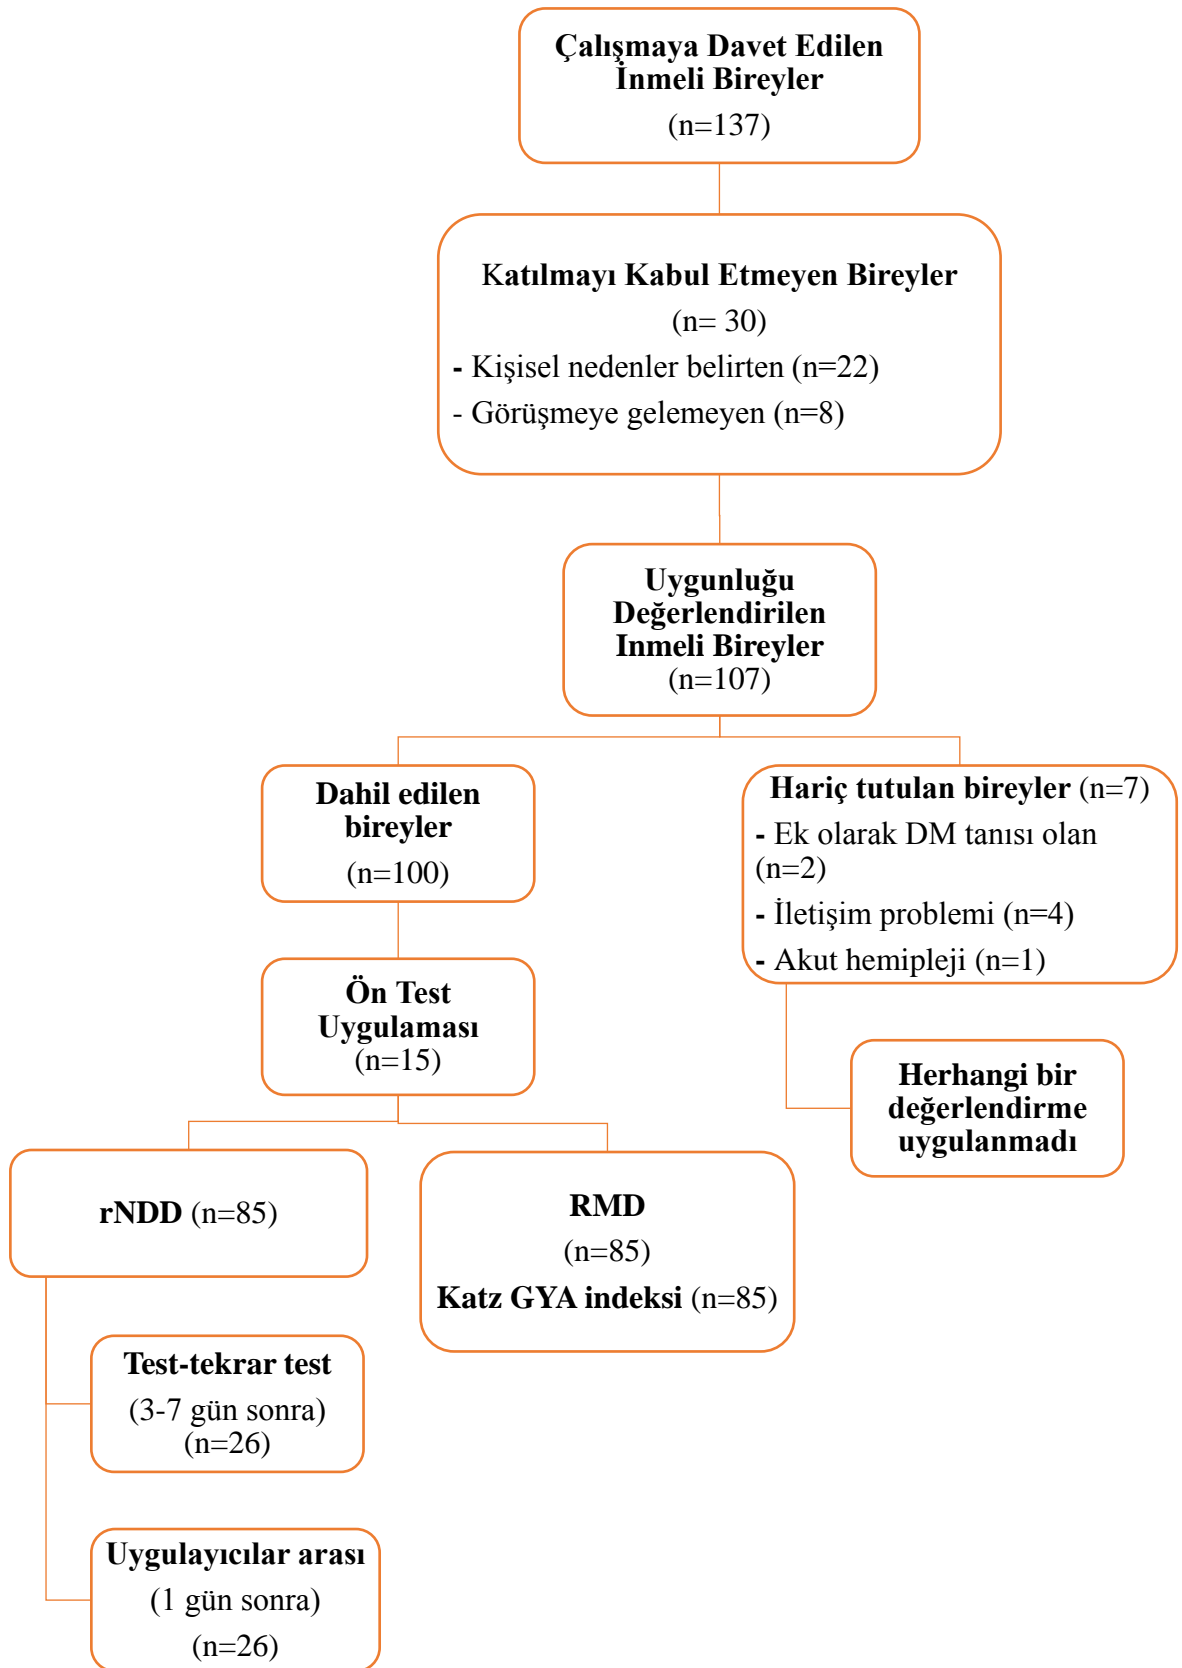 Çalışmaya Davet Edilen
İnmeli Bireyler
(n=137)
Katılmayı Kabul Etmeyen Bireyler
(n= 30)
- Kişisel nedenler belirten (n=22)
- Görüşmeye gelemeyen (n=8)
Uygunluğu
Değerlendirilen
Inmeli Bireyler
(n=107)
Dahil edilen
bireyler
(n=100)
Hariç tutulan bireyler (n=7)
- Ek olarak DM tanısı olan
(n=2)
- İletişim problemi (n=4)
- Akut hemipleji (n=1)
Ön Test
Uygulaması
(n=15)
Herhangi bir
değerlendirme
uygulanmadı
rNDD (n=85)
RMD
(n=85)
Katz GYA indeksi (n=85)
Test-tekrar test
(3-7 gün sonra)
(n=26)
Uygulayıcılar arası
(1 gün sonra)
(n=26)